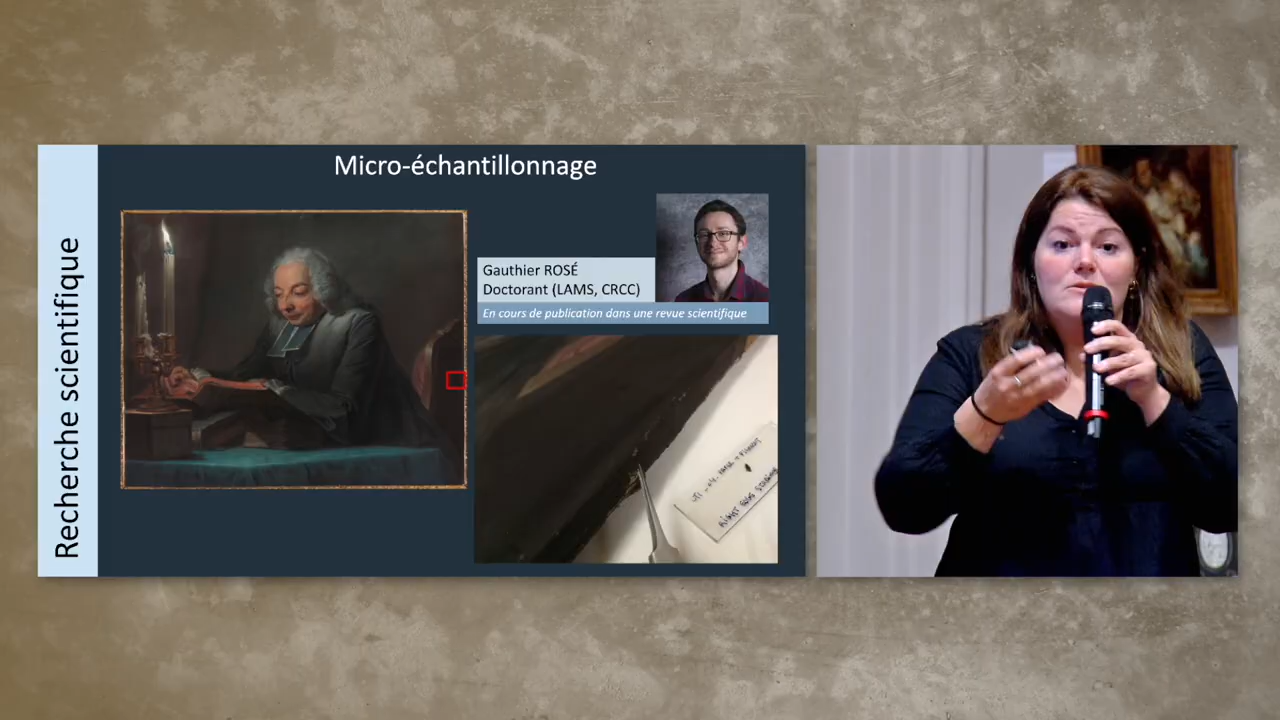 Micro-échantillonnage
Recherche scientifique
Gauthier ROSÉ
Doctorant (LAMS, CRCC)
En cours de publication dans une revue scientifique